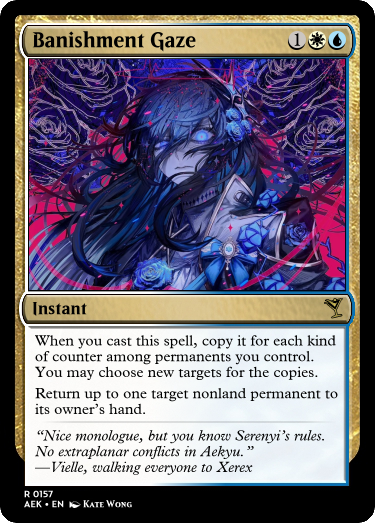 Banishment Gaze 1
Instant
When you cast this spell, copy it for each kind
of counter among permanents you control.
You may choose new targets for the copies.
Return up to one target nonland permanent to
its owner's hand.
“Nice monologue, but you know Serenyi's rules.
No extraplanar conflicts in Aekyu.”
—Vielle, walking everyone to Xerex
R 0157
AEK • EN Kate Wong